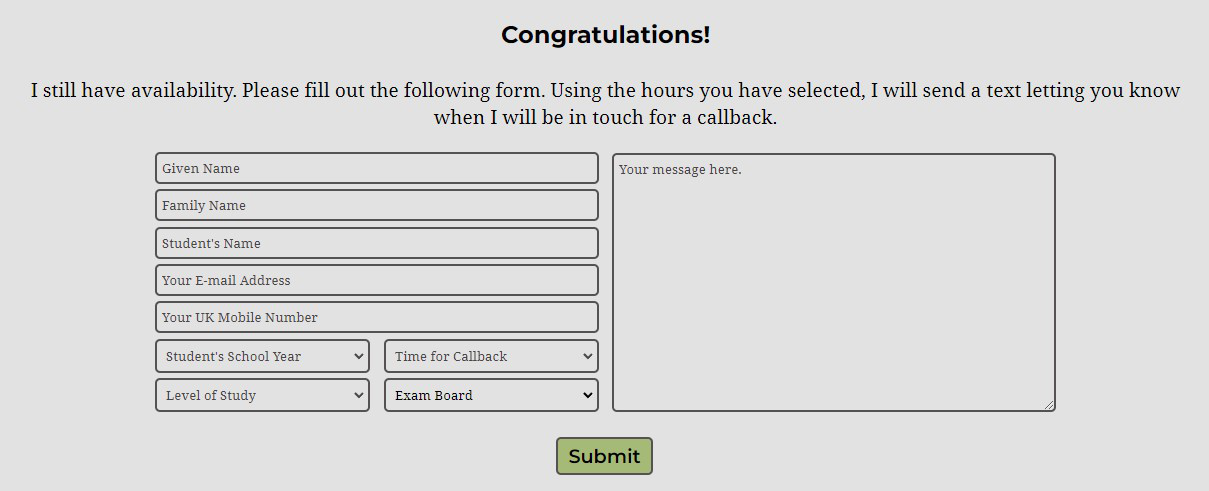 Congratulations!
I still have availability. Please fill out the following form. Using the hours you have selected, I will send a text letting you know
when I will be in touch for a callback.
Given Name
Family Name
Student's Name
Your E-mail Address
Your UK Mobile Number
Student's School Year
Time for Callback
Level of Study
Exam Board
Your message here.
Submit